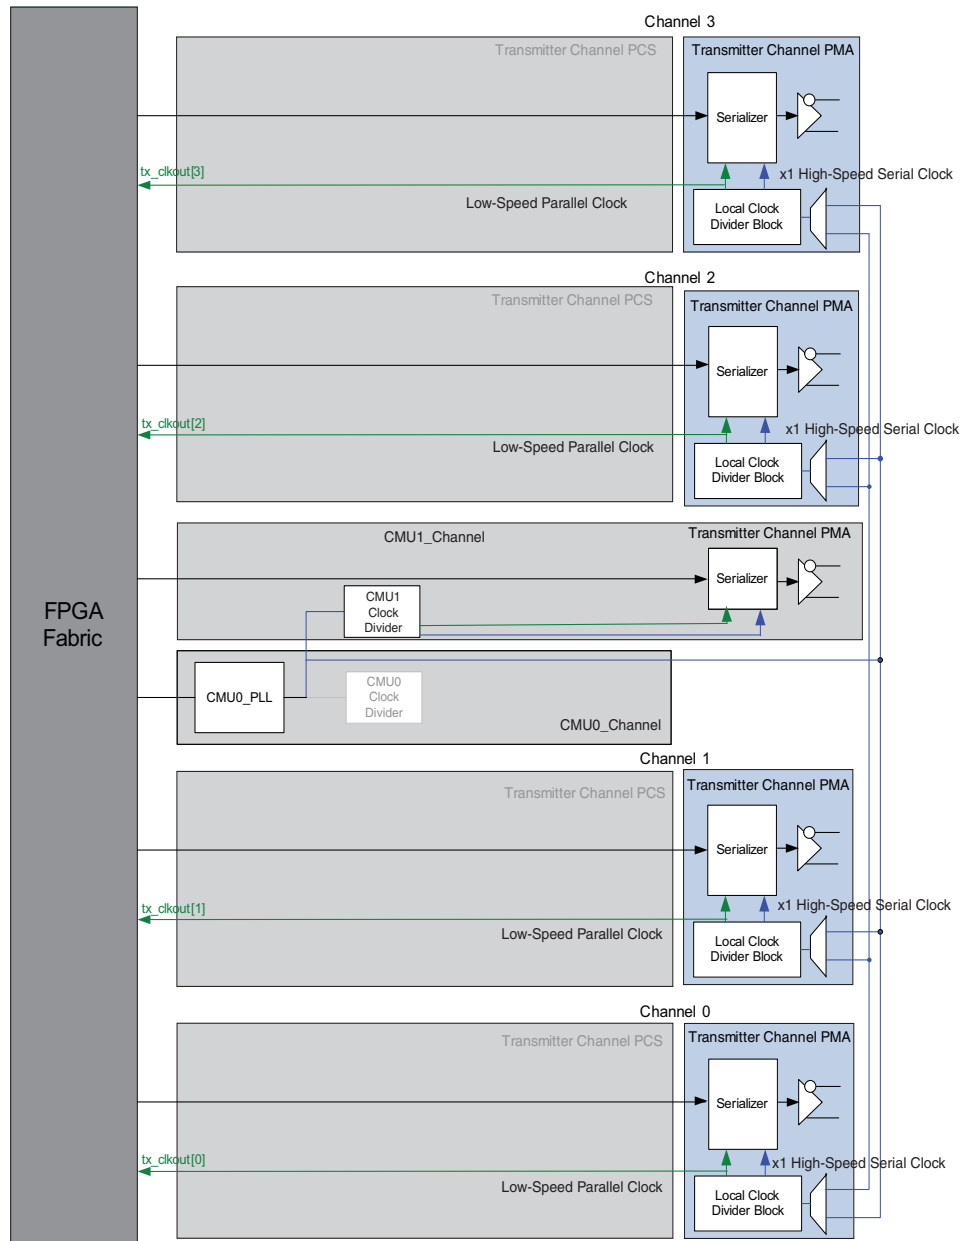 Channel 3
Transmitter Channel PCS
Transmitter Channel PMA
Serializer
tx_clkout[3]
x1 High-Speed Serial Clock
Low-Speed Parallel Clock
Local Clock
Divider Block
Channel 2
Transmitter Channel PCS
Transmitter Channel PMA
Serializer
tx_clkout[2]
x1 High-Speed Serial Clock
Low-Speed Parallel Clock
Local Clock
Divider Block
CMU1_Channel
Transmitter Channel PMA
Serializer
CMU1
Clock
Divider
FPGA
Fabric
CMU0_PLL
CMU0
Clock
Divider
CMU0_Channel
Channel 1
Transmitter Channel PCS
Transmitter Channel PMA
Serializer
tx_clkout[1]
x1 High-Speed Serial Clock
Low-Speed Parallel Clock
Local Clock
Divider Block
Channel 0
Transmitter Channel PCS
Transmitter Channel PMA
Serializer
tx_clkout[0]
x1 High-Speed Serial Clock
Low-Speed Parallel Clock
Local Clock
Divider Block